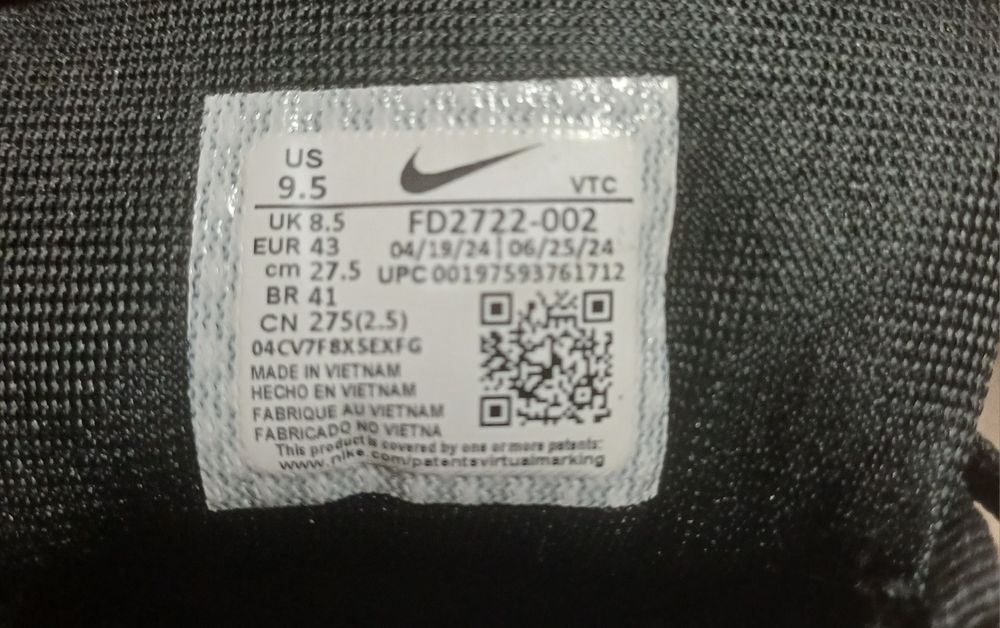 US
9.5
VTC
UK 8.5
EUR 43
cm 27.5
BR 41
CN 275(2.5)
FD2722-002
04/19/24 | 06/25/24
UPC 00197593761712
04CV7F8X5EXFG
MADE IN VIETNAM
HECHO EN VIETNAM
FABRIQUE AU VIETNAM
FABRICADO NO VIETNA
This product is covered by one or more patents:
www.nike.com/patentsvirtualmarking